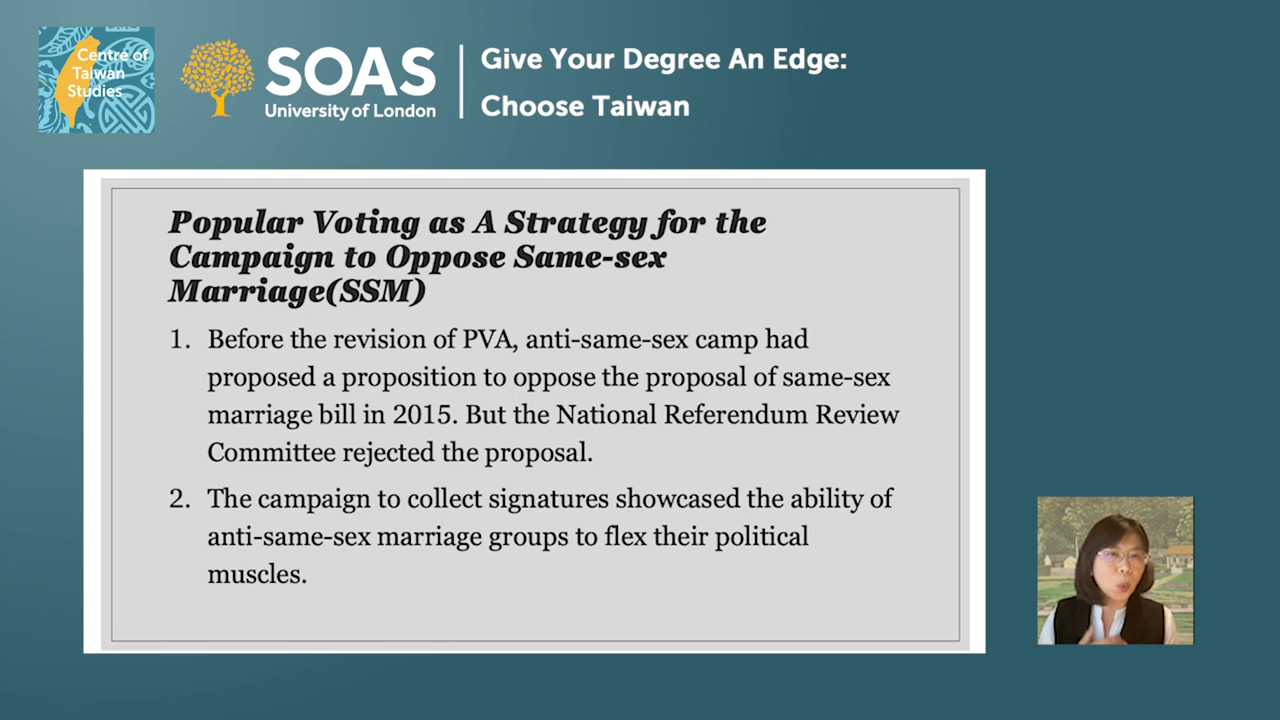 Centre of
Taiwan
Studies
SOAS
University of London
Give Your Degree An Edge:
Choose Taiwan
Popular Voting as A Strategy for the
Campaign to Oppose Same-sex
Marriage(SSM)
1. Before the revision of PVA, anti-same-sex camp had
proposed a proposition to oppose the proposal of same-sex
marriage bill in 2015. But the National Referendum Review
Committee rejected the proposal.
2. The campaign to collect signatures showcased the ability of
anti-same-sex marriage groups to flex their political
muscles.